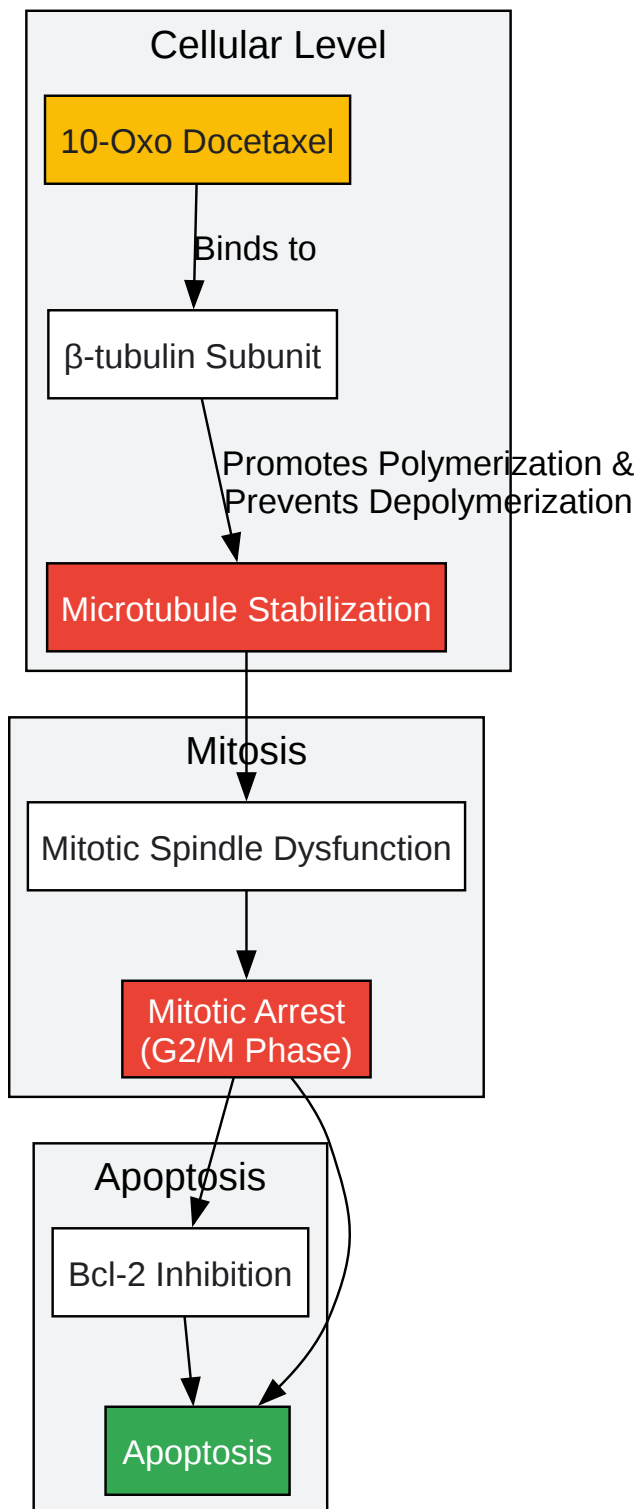 Cellular Level
10-Oxo Docetaxel
Binds to
β-tubulin Subunit
Promotes Polymerization &
Prevents Depolymerization
Microtubule Stabilization
Mitosis
Mitotic Spindle Dysfunction
Mitotic Arrest
(G2/M Phase)
Apoptosis
Bcl-2 Inhibition
Apoptosis